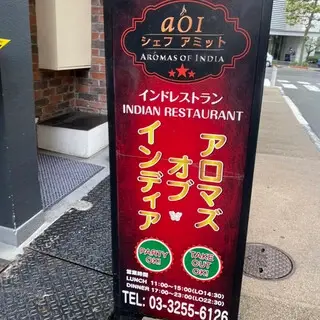 aOI
シェフ アミット
AROMAS OF INDIA
インドレストラン
INDIAN RESTAURANT
アロマズ
オブ
インディア
PARTY OK!
TAKE OUT OK!
営業時間
LUNCH 11:00~15:00(LO14:30)
DINNER 17:00~23:00(LO22:30)
TEL: 03-3255-6126